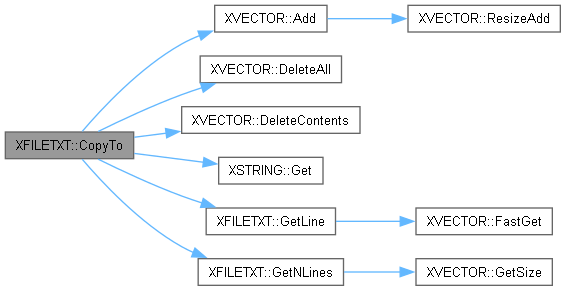 XFILETXT::CopyTo
XVECTOR::Add
XVECTOR::ResizeAdd
XVECTOR::DeleteAll
XVECTOR::DeleteContents
XSTRING::Get
XFILETXT::GetLine
XVECTOR::FastGet
XFILETXT::GetNLines
XVECTOR::GetSize